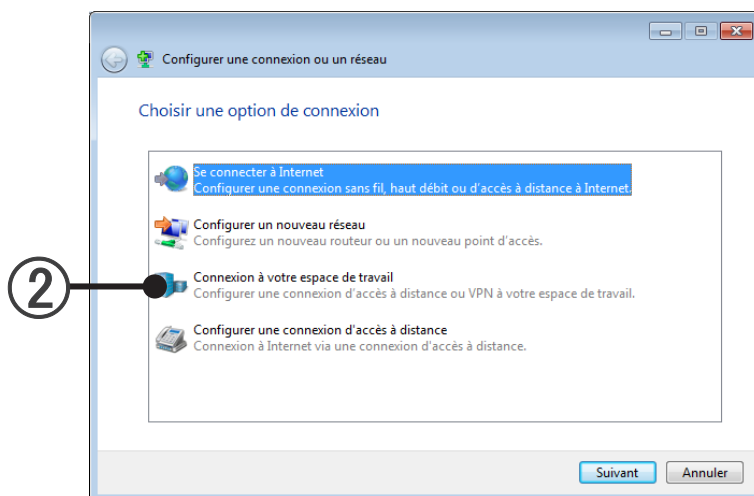 Configurer une connexion ou un réseau
Choisir une option de connexion
Se connecter à Internet
Configurer une connexion sans fil, haut débit ou d'accès à distance à Internet.
Configurer un nouveau réseau
Configurez un nouveau routeur ou un nouveau point d'accès.
2
Connexion à votre espace de travail
Configurer une connexion d'accès à distance ou VPN à votre espace de travail.
Configurer une connexion d'accès à distance
Connexion à Internet via une connexion d'accès à distance.
Suivant
Annuler